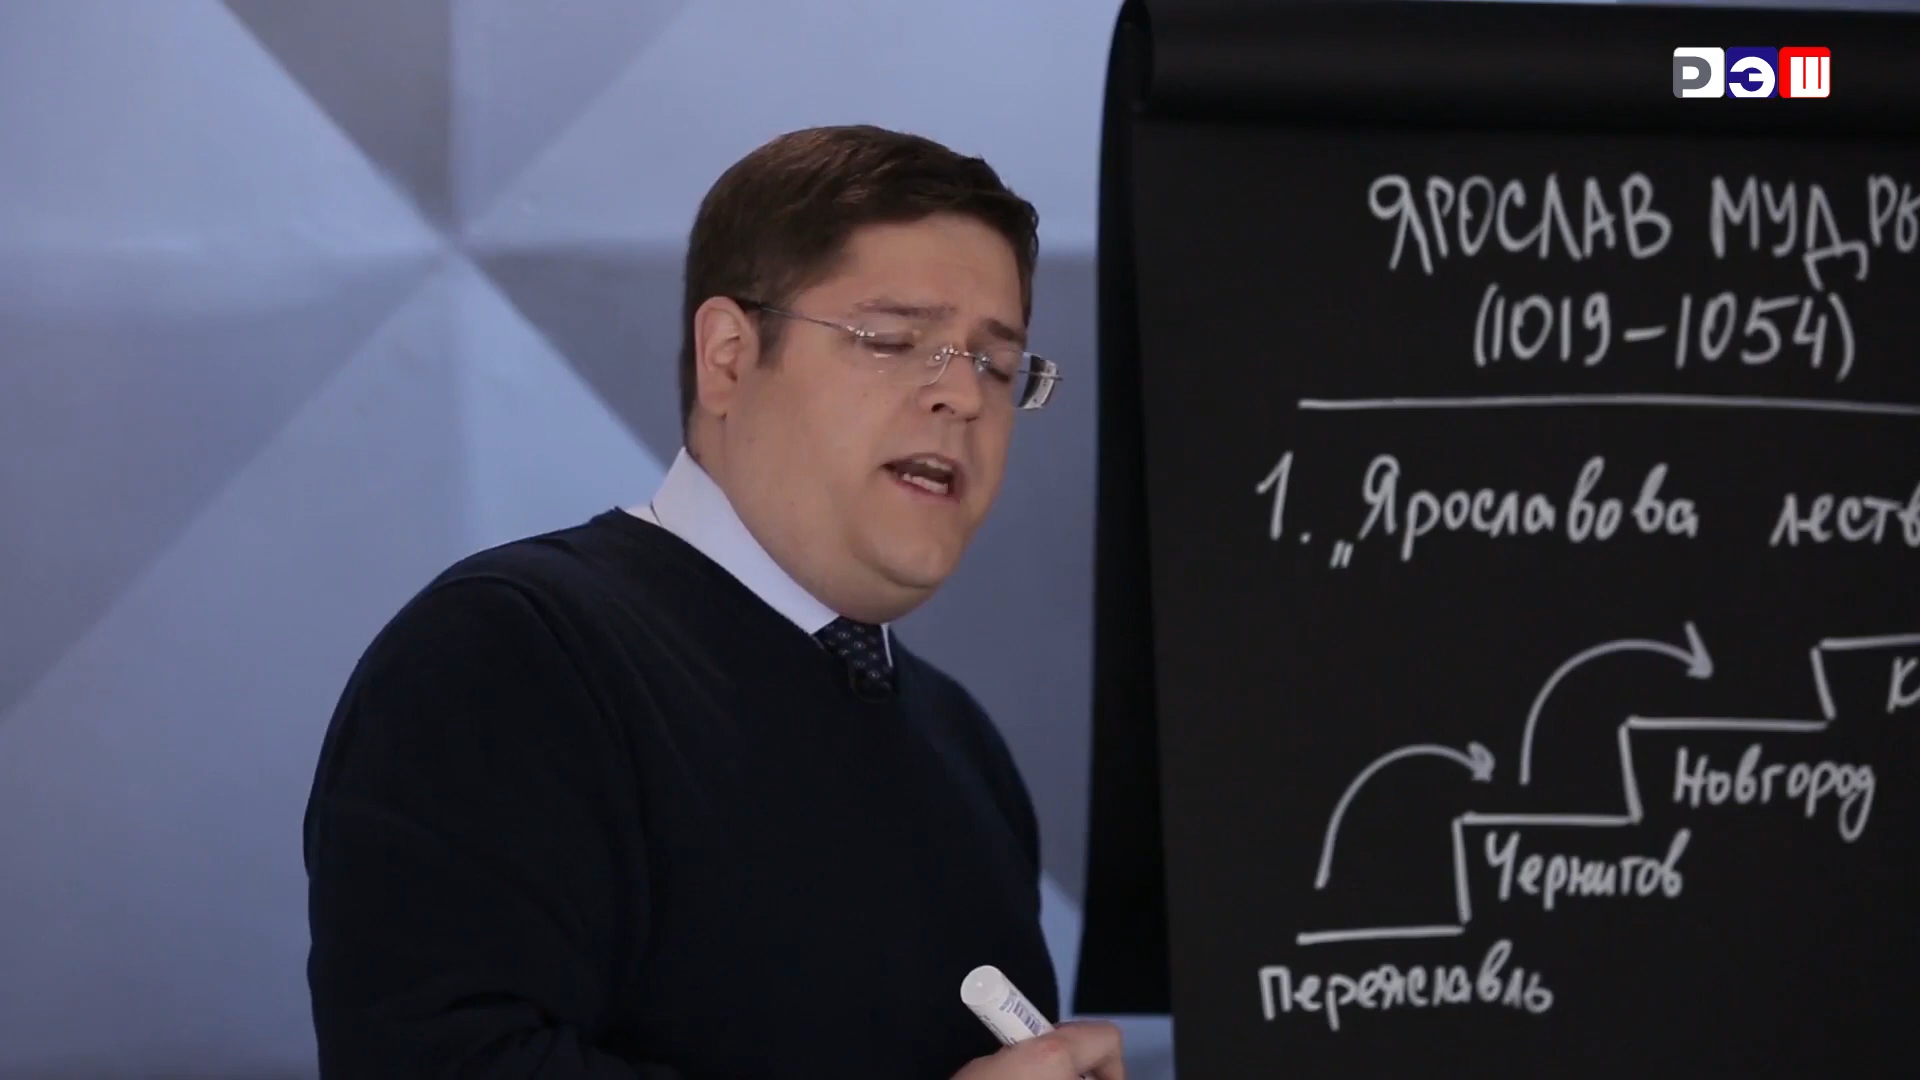 РЭШ
ЯРОСЛАВ МУДРЫ
(1019-1054)
1. „Ярославова леств
К
Новгород
Чернигов
Переяславль